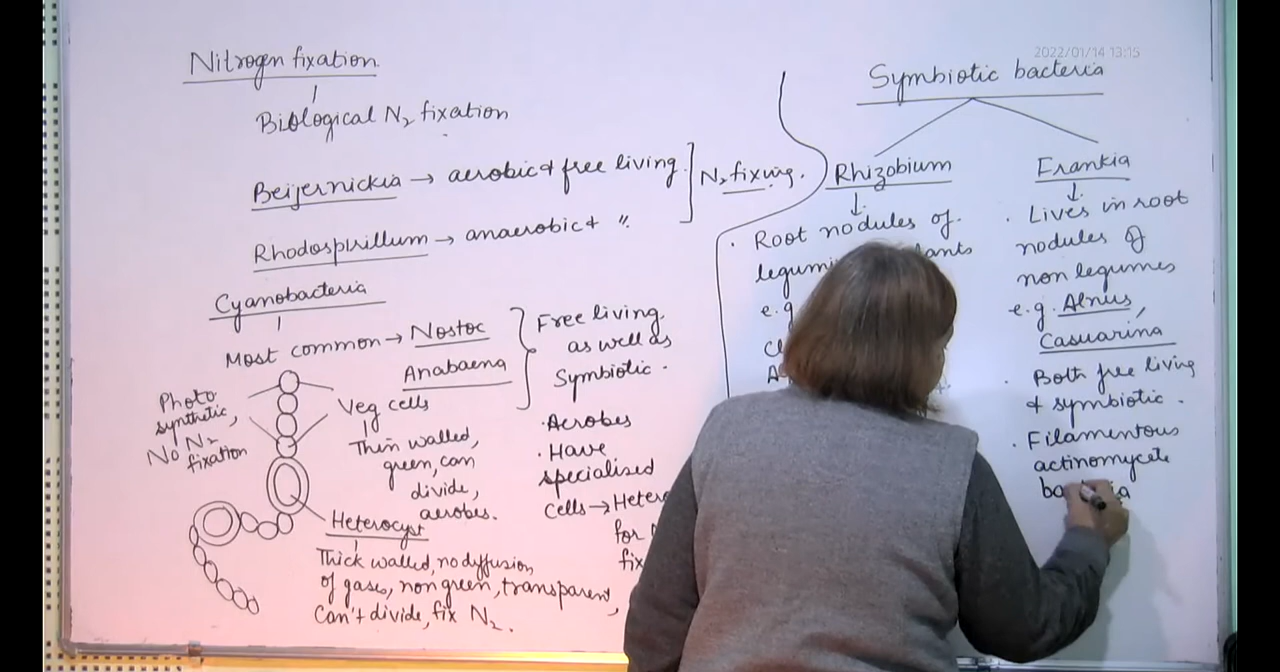 2022/01/14 13:15
Nitrogen fixation
Biological N₂ fixation
Beijernickia → aerobic & free living
Rhodospirillum → anaerobic & "
N₂ fixing.
Cyanobacteria
Most common → Nostoc
Anabaena
Free living
as well as
Symbiotic.
Photo
synthetic,
No N₂
fixation
Veg cells
Thin walled,
green, can
divide,
aerobes.
Heterocyst
Thick walled, no diffusion
of gases, non green, transparent,
Can't divide, fix N₂.
· Aerobes
· Have
specialised
cells →
for
Symbiotic bacteria
Rhizobium
· Root nodules of
e.g
Frankia
· Lives in root
nodules of
non legumes
e.g. Alnus,
Casuarina
· Both free living
& symbiotic.
· Filamentous
actinomycete